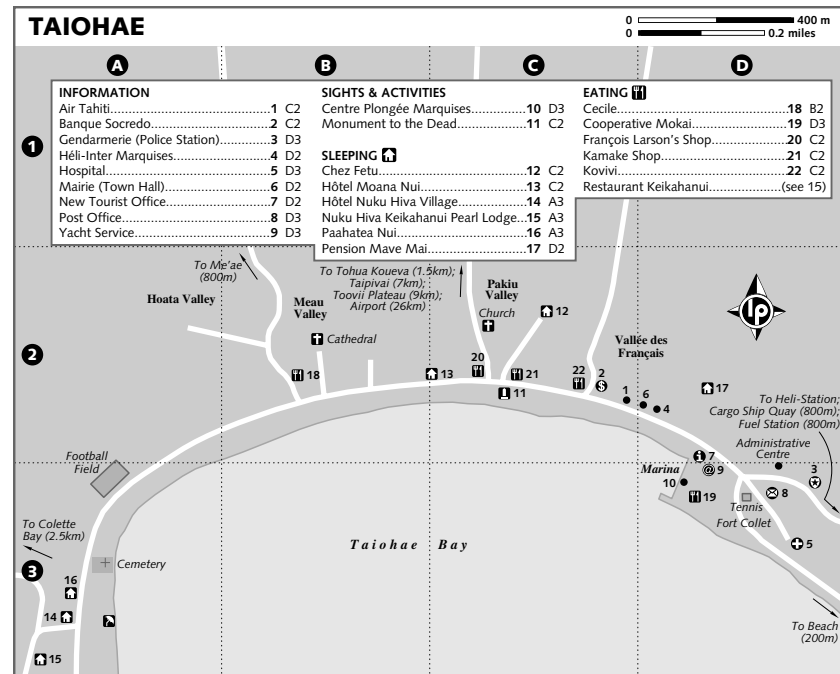 TAIOHAE
0 400 m
0 0.2 miles
A B C D
1
INFORMATION
Air Tahiti 1 C2
Banque Socredo 2 C2
Gendarmerie (Police Station) 3 D3
Héli-Inter Marquises 4 D2
Hospital 5 D3
Mairie (Town Hall) 6 D2
New Tourist Office 7 D2
Post Office 8 D3
Yacht Service 9 D3
SIGHTS & ACTIVITIES
Centre Plongée Marquises 10 D3
Monument to the Dead 11 C2
SLEEPING
Chez Fetu 12 C2
Hôtel Moana Nui 13 C2
Hôtel Nuku Hiva Village 14 A3
Nuku Hiva Keikahanui Pearl Lodge 15 A3
Paahatea Nui 16 A3
Pension Mave Mai 17 D2
EATING
Cecile 18 B2
Cooperative Mokai 19 D3
François Larson's Shop 20 C2
Kamake Shop 21 C2
Kovivi 22 C2
Restaurant Keikahanui (see 15)
To Me'ae
(800m)
To Tohua Koueva (1.5km);
Taipivai (7km);
Toovii Plateau (9km);
Airport (26km)
Hoata Valley
Meau
Valley
Pakiu
Valley
Church
12
lp
2
Cathedral
Vallée des
Français
18
13
20
21
11
22
2
1
6
4
17
To Heli-Station;
Cargo Ship Quay (800m);
Fuel Station (800m)
Administrative
Centre
Football
Field
Marina
7
@ 9
10
19
3
8
Tennis
Fort Collet
5
To Colette
Bay (2.5km)
Taiohae Bay
3
Cemetery
16
14
15
To Beach
(200m)